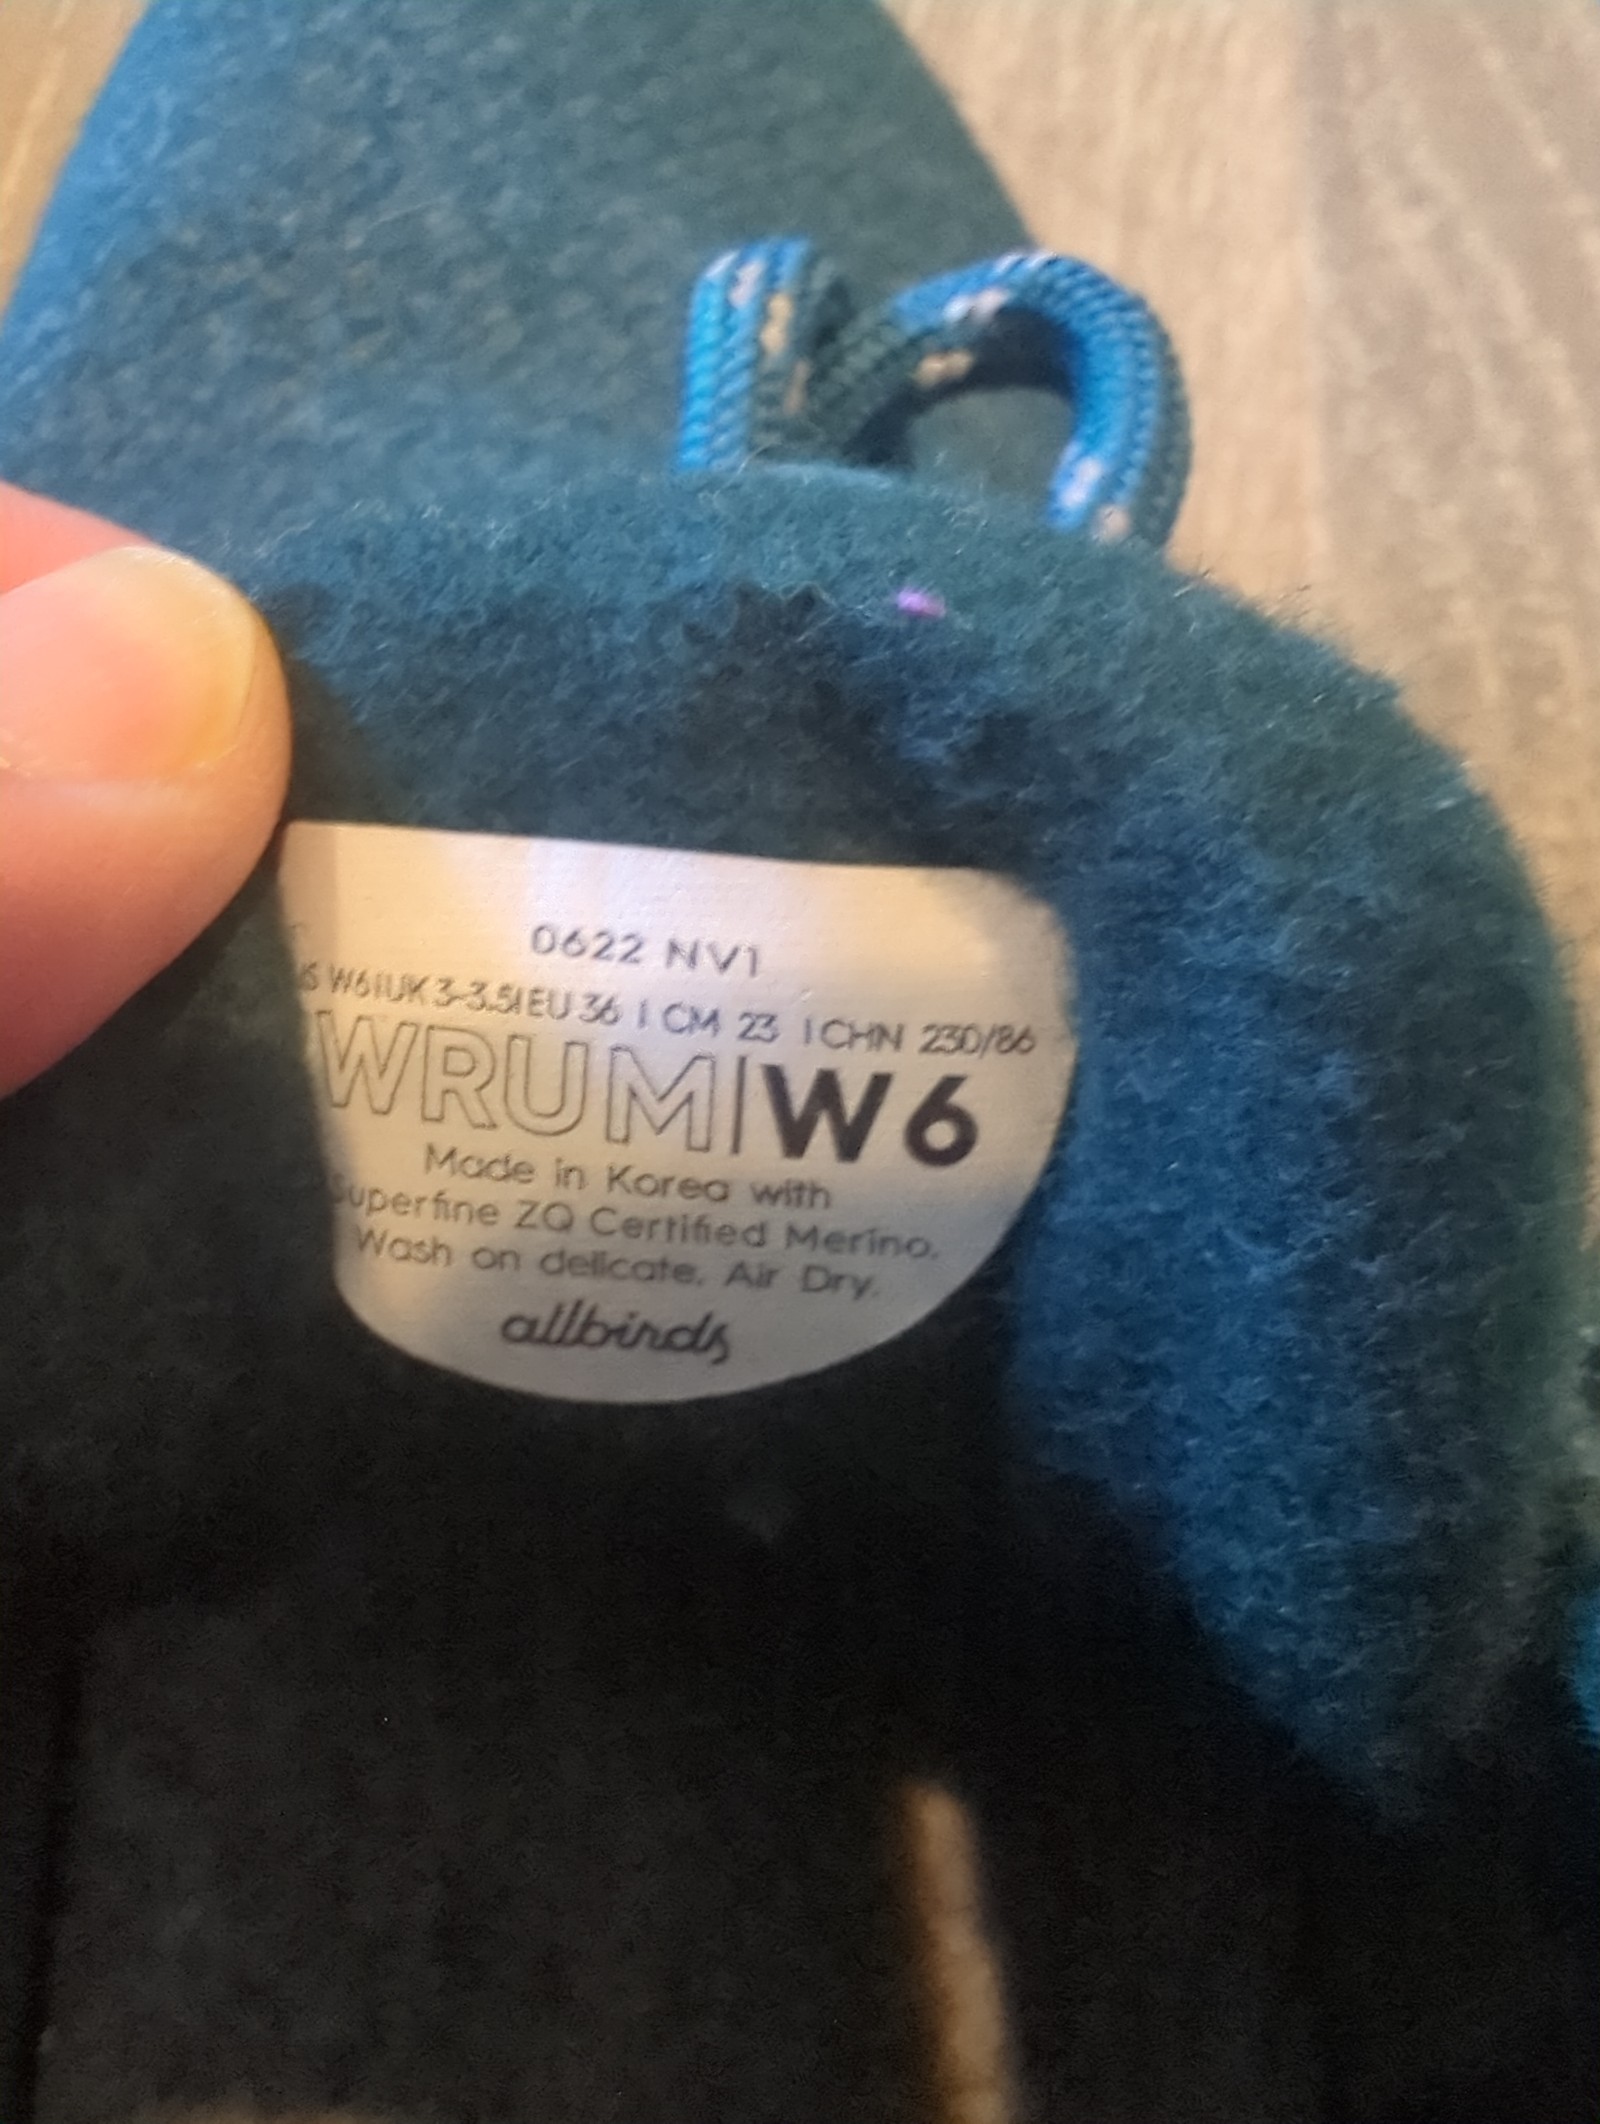 0622 NV1
US W6 | UK 3-3.5 | EU 36 | CM 23 | CHN 230/86
WRUM | W6
Made in Korea with
Superfine ZQ Certified Merino.
Wash on delicate. Air Dry.
allbirds